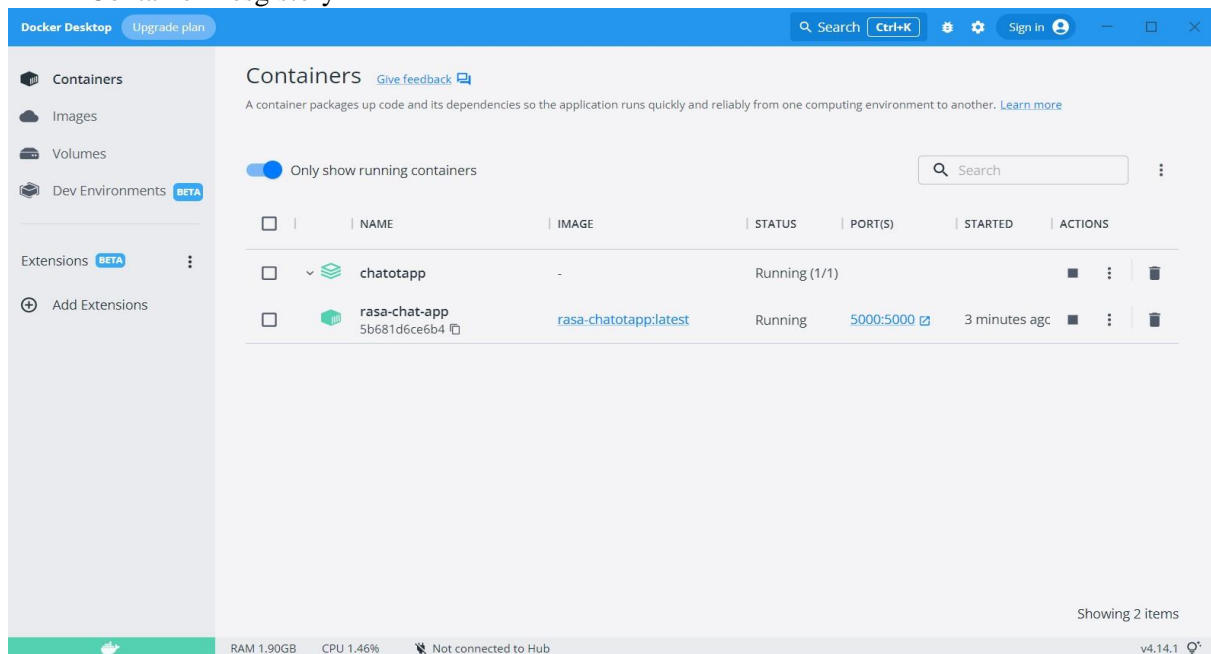 Docker Desktop Upgrade plan Search Ctrl+K Sign in
Containers
Images
Volumes
Dev Environments BETA
Extensions BETA
Add Extensions
Containers Give feedback
A container packages up code and its dependencies so the application runs quickly and reliably from one computing environment to another. Learn more
Only show running containers Search
NAME IMAGE STATUS PORT(S) STARTED ACTIONS
chatotapp - Running (1/1)
rasa-chat-app
5b681d6ce6b4
rasa-chatotapp:latest Running 5000:5000 3 minutes agc
Showing 2 items
RAM 1.90GB CPU 1.46% Not connected to Hub v4.14.1